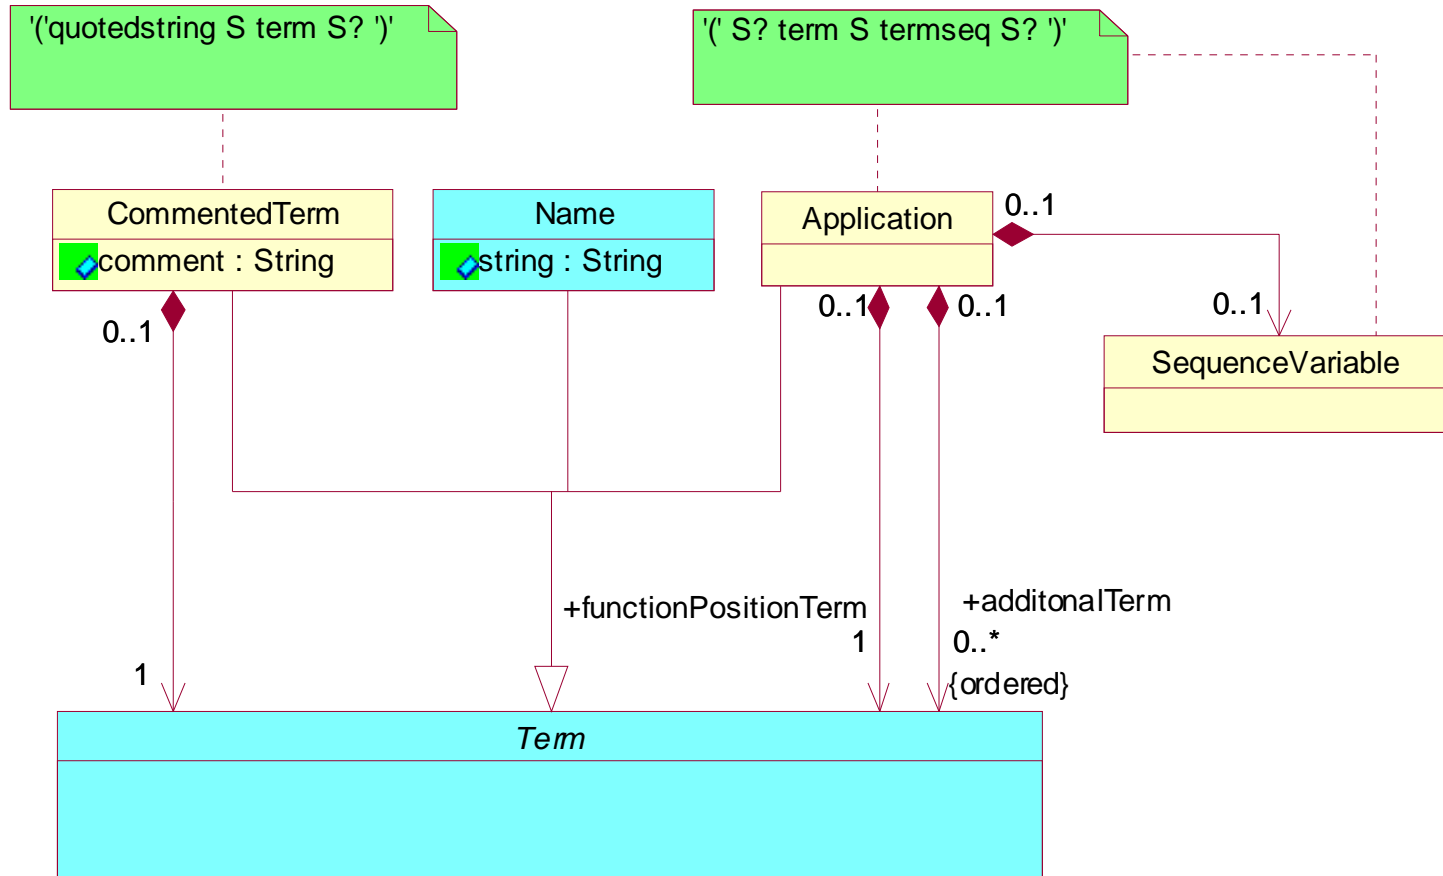 '('quotedstring S term S? ')'
'(' S? term S termseq S? ')'
CommentedTerm
comment : String
Name
string : String
Application
0..1
0..1
0..1
0..1
0..1
SequenceVariable
+functionPositionTerm
1
+additonalTerm
0..*
{ordered}
1
Term